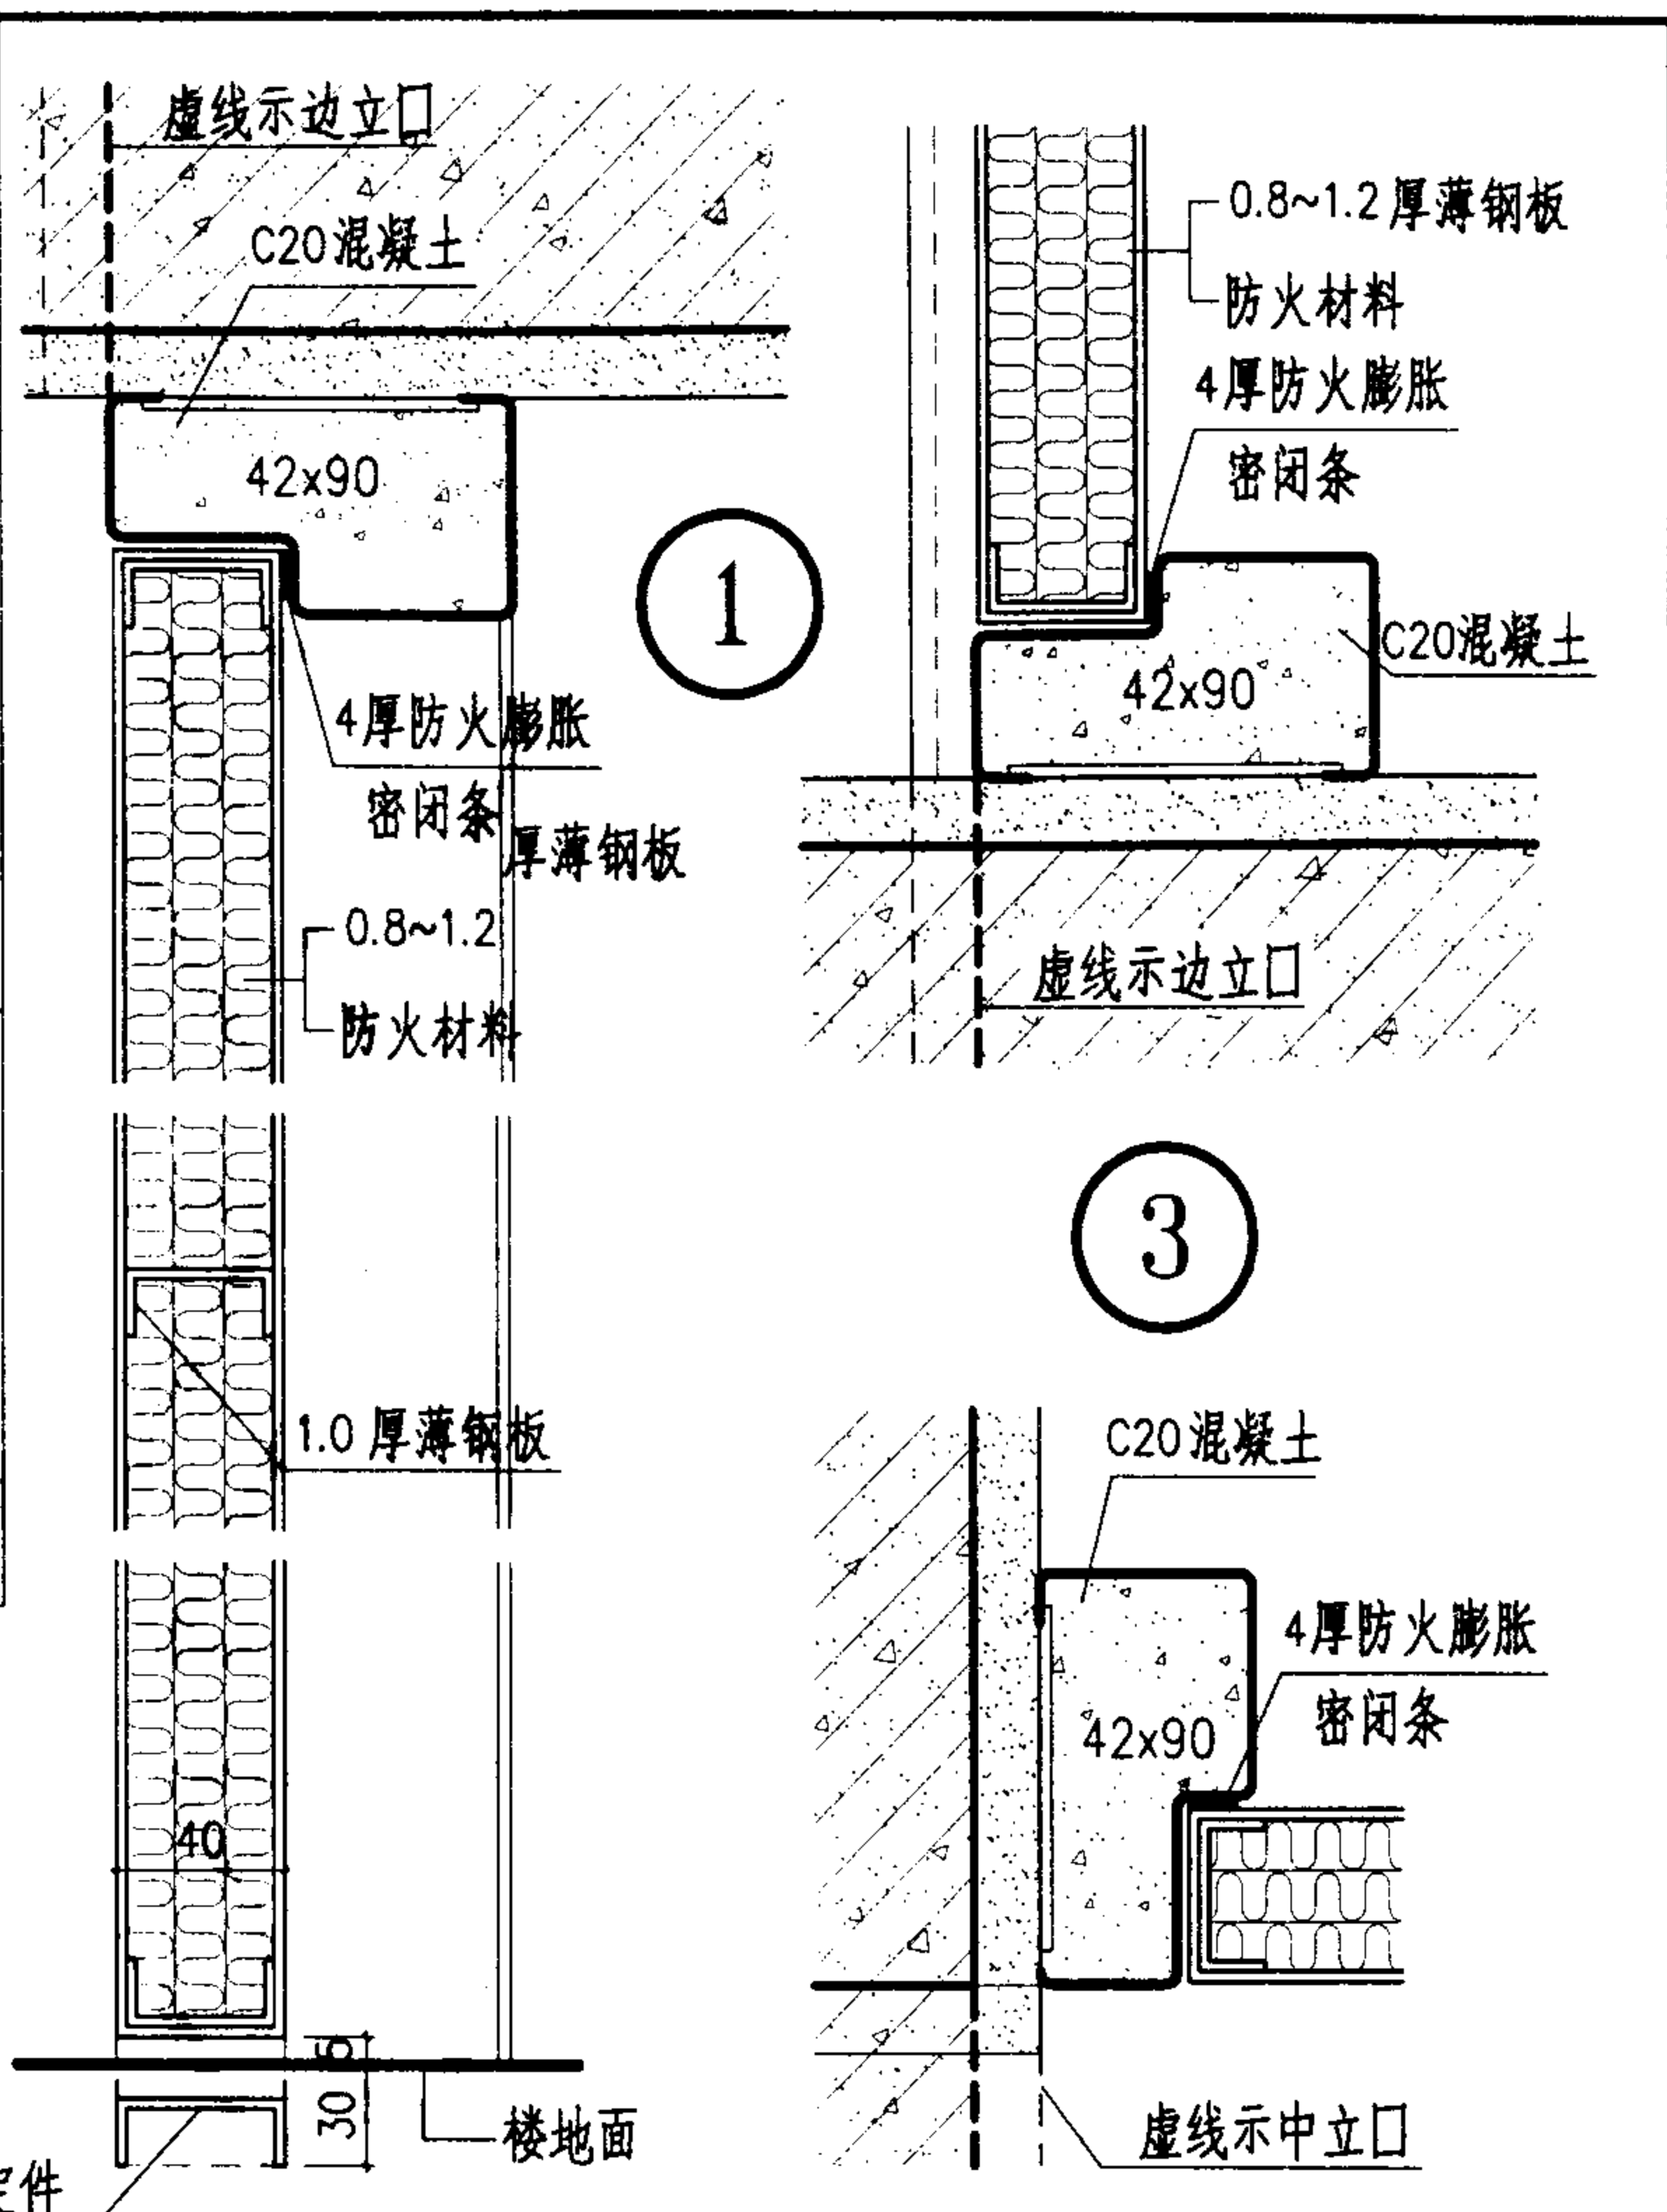 虚线示边立口
C20混凝土
42x90
1
4厚防火膨胀
密闭条
厚薄钢板
0.8~1.2
防火材料
1.0厚薄钢板
40
5
30
楼地面
定件
0.8~1.2厚薄钢板
防火材料
4厚防火膨胀
密闭条
C20混凝土
42x90
虚线示边立口
3
C20混凝土
4厚防火膨胀
密闭条
42x90
虚线示中立口